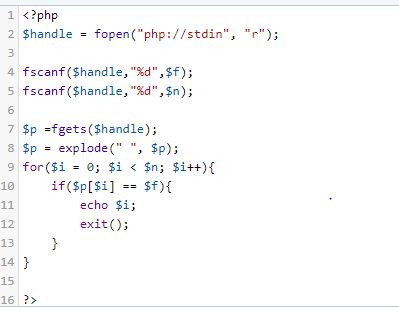 1 <?php
2 $handle = fopen("php://stdin", "r");
3
4 fscanf($handle,"%d",$f);
5 fscanf($handle,"%d",$n);
6
7 $p =fgets($handle);
8 $p = explode(" ", $p);
9 for($i = 0; $i < $n; $i++){
10     if($p[$i] == $f){
11         echo $i;
12         exit();
13     }
14 }
15
16 ?>